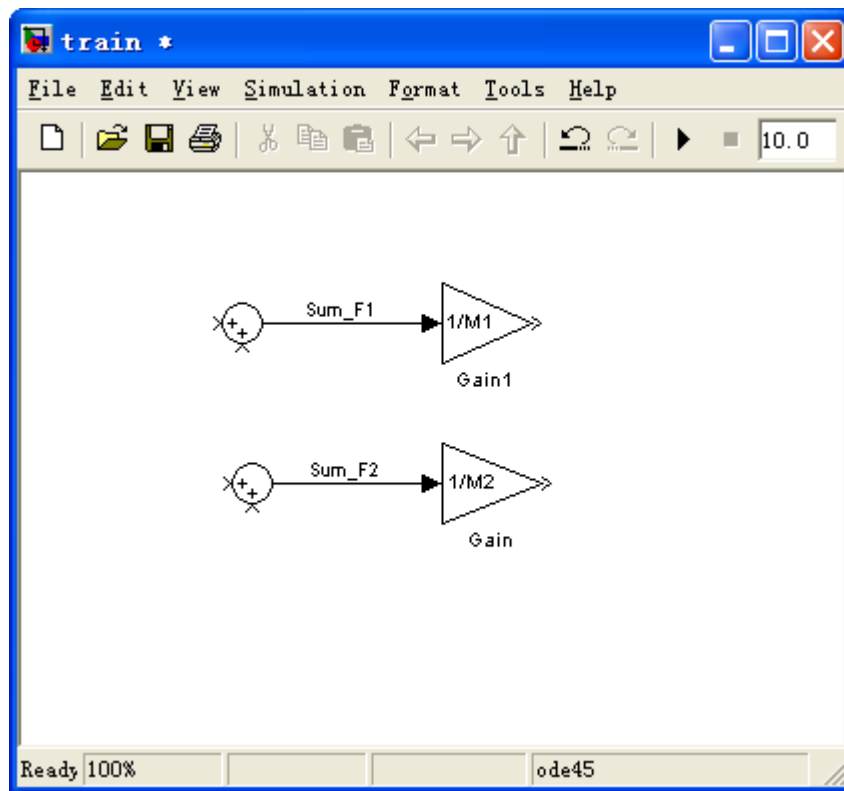 train *
File Edit View Simulation Format Tools Help
10.0
Sum_F1
++
1/M1
Gain1
Sum_F2
++
1/M2
Gain
Ready 100% ode45